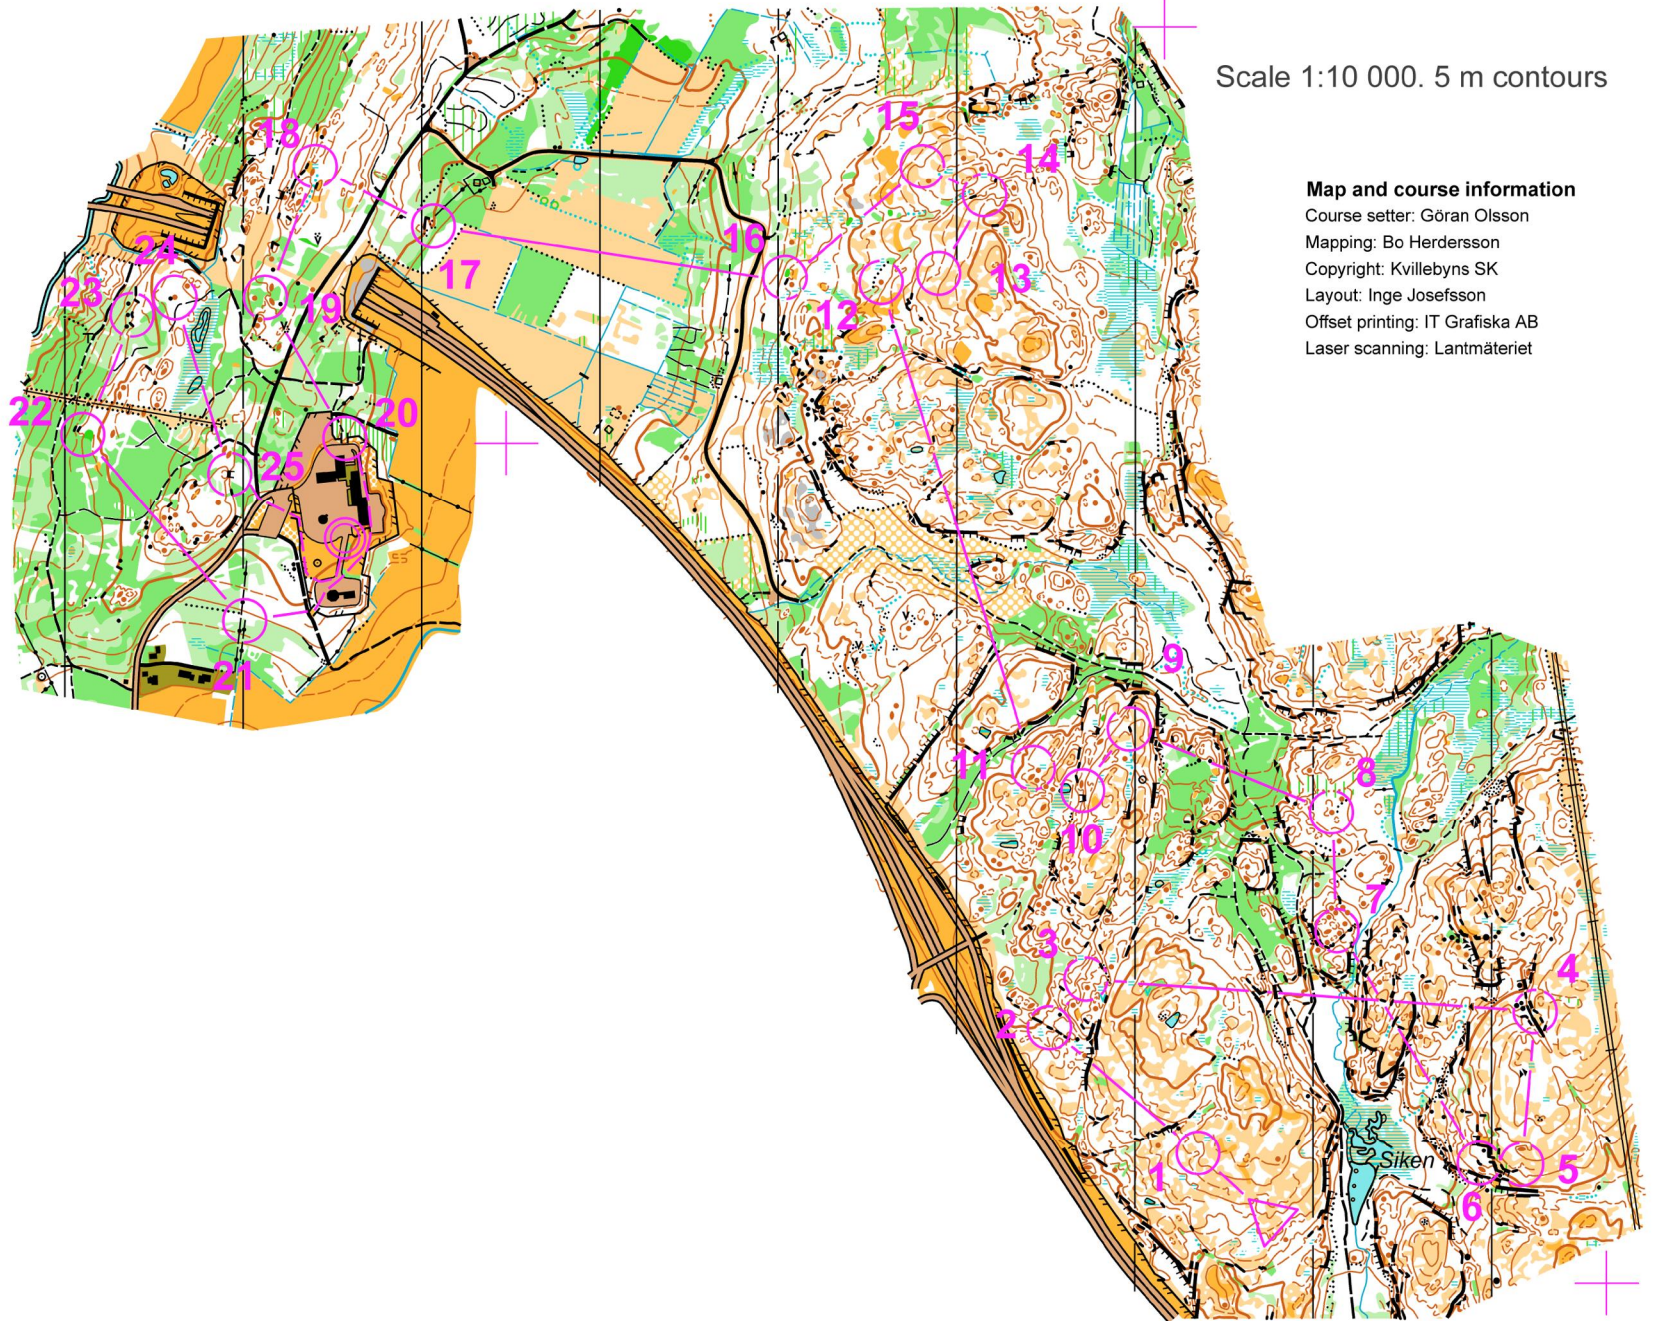 Scale 1:10 000. 5 m contours
Map and course information
Course setter: Göran Olsson
Mapping: Bo Herdersson
Copyright: Kvillebyns SK
Layout: Inge Josefsson
Offset printing: IT Grafiska AB
Laser scanning: Lantmäteriet
15
18
14
16
24
17
13
23
19
12
22
20
25
9
21
11
8
10
7
3
4
2
Siken
1
5
6